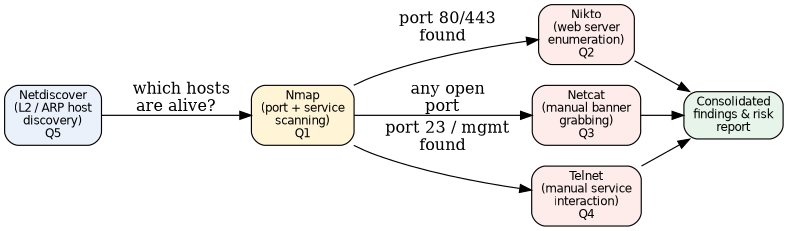 Netdiscover
(L2 / ARP host
discovery)
Q5
which hosts
are alive?
Nmap
(port + service
scanning)
Q1
port 80/443
found
any open
port
port 23 / mgmt
found
Nikto
(web server
enumeration)
Q2
Netcat
(manual banner
grabbing)
Q3
Telnet
(manual service
interaction)
Q4
Consolidated
findings & risk
report